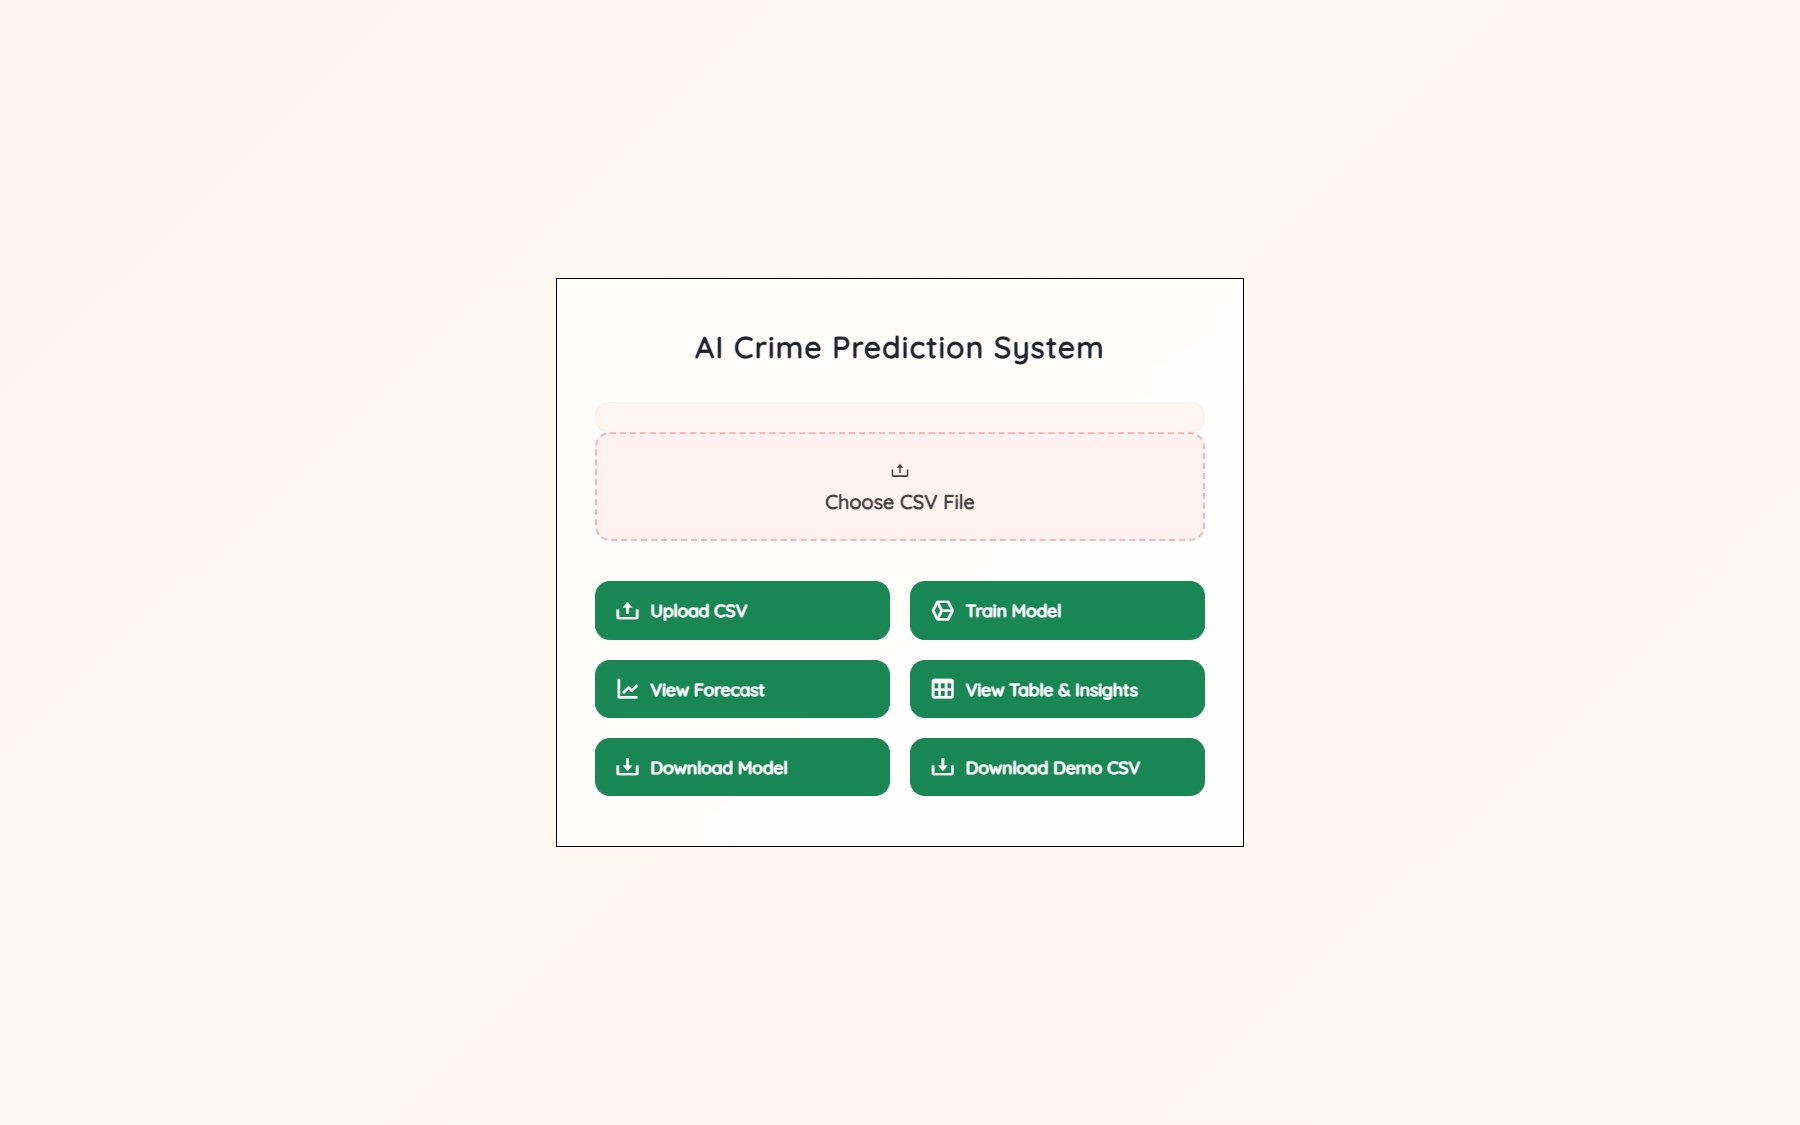 AI Crime Prediction System
Choose CSV File
Upload CSV
Train Model
View Forecast
View Table & Insights
Download Model
Download Demo CSV